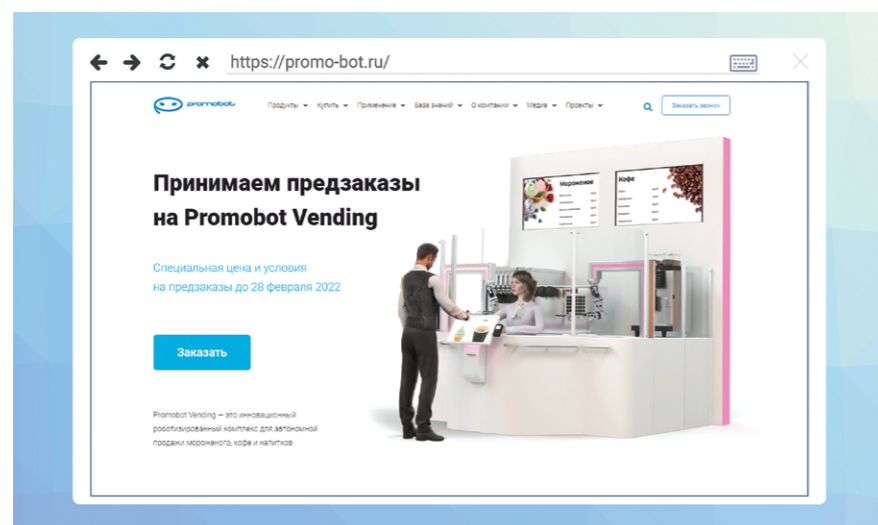 https://promo-bot.ru/
promobot
Продукты Купить Применение База знаний О компании Медиа Проекты Заказать звонок
Принимаем предзаказы
на Promobot Vending
Специальная цена и условия
на предзаказы до 28 февраля 2022
Заказать
Promobot Vending — это инновационный
роботизированный комплекс для автономной
продажи мороженого, кофе и напитков
Мороженое
Кофе